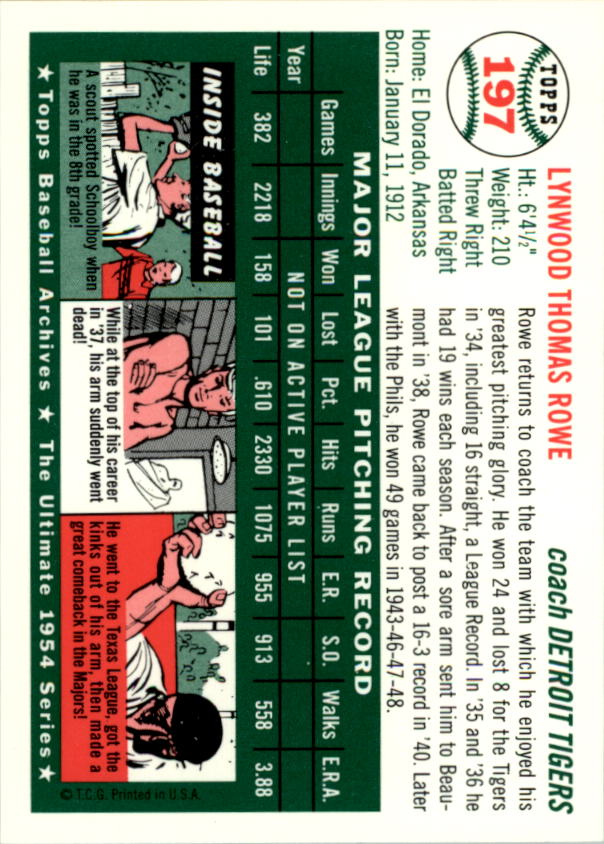 TOPPS
197
LYNWOOD THOMAS ROWE
coach DETROIT TIGERS
Ht.: 6'4½"
Weight: 210
Threw Right
Batted Right
Home: El Dorado, Arkansas
Born: January 11, 1912
Rowe returns to coach the team with which he enjoyed his
greatest pitching glory. He won 24 and lost 8 for the Tigers
in '34, including 16 straight, a League Record. In '35 and '36 he
had 19 wins each season. After a sore arm sent him to Beau-
mont in '38, Rowe came back to post a 16-3 record in '40. Later
with the Phils, he won 49 games in 1943-46-47-48.
MAJOR LEAGUE PITCHING RECORD
Games Innings Won Lost Pct. Hits Runs E.R. S.O. Walks E.R.A.
Year NOT ON ACTIVE PLAYER LIST
Life 382 2218 158 101 .610 2330 1075 955 913 558 3.88
INSIDE BASEBALL
A scout spotted Schoolboy when
he was in the 8th grade!
While at the top of his career
in '37, his arm suddenly went
dead!
He went to the Texas League, got the
kinks out of his arm, then made a
great comeback in the Majors!
© T.C.G. Printed in U.S.A.
★ Topps Baseball Archives ★ The Ultimate 1954 Series ★